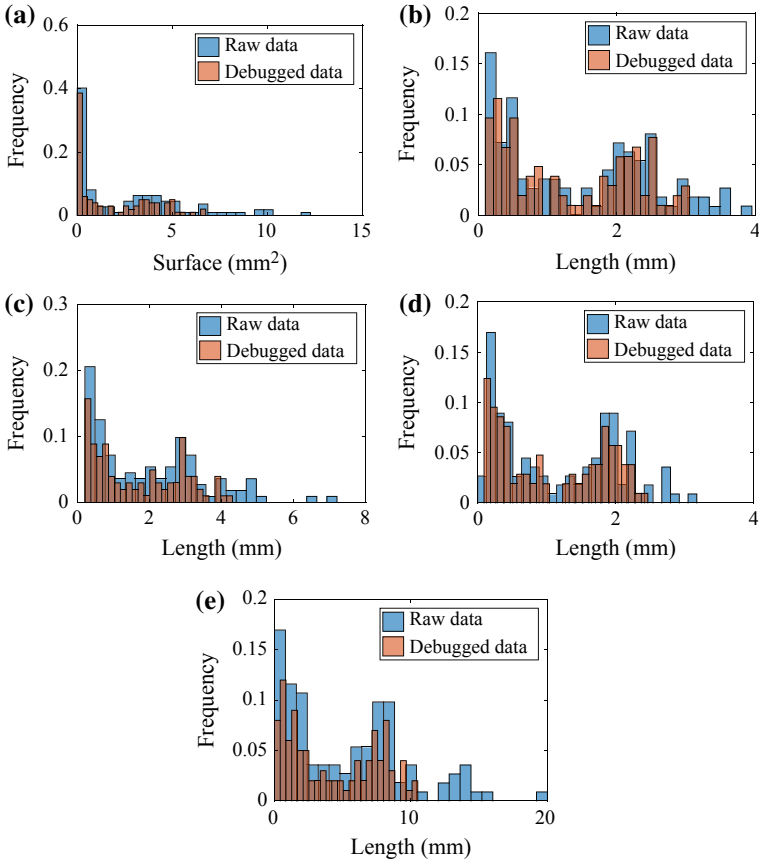 (a)
0.6
0.4
0.2
0
Frequency
Raw data
Debugged data
0
5
10
15
Surface (mm²)
(b)
0.2
0.15
0.1
0.05
0
Frequency
Raw data
Debugged data
0
2
4
Length (mm)
(c)
0.3
0.2
0.1
0
Frequency
Raw data
Debugged data
0
2
4
6
8
Length (mm)
(d)
0.2
0.15
0.1
0.05
0
Frequency
Raw data
Debugged data
0
2
4
Length (mm)
(e)
0.2
0.15
0.1
0.05
0
Frequency
Raw data
Debugged data
0
10
20
Length (mm)